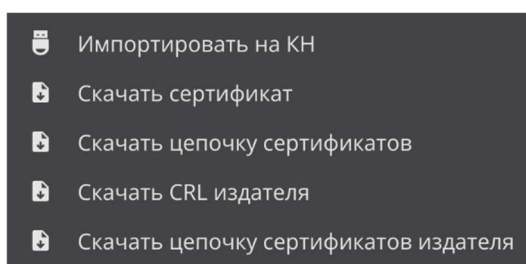 Импортировать на КН
Скачать сертификат
Скачать цепочку сертификатов
Скачать CRL издателя
Скачать цепочку сертификатов издателя